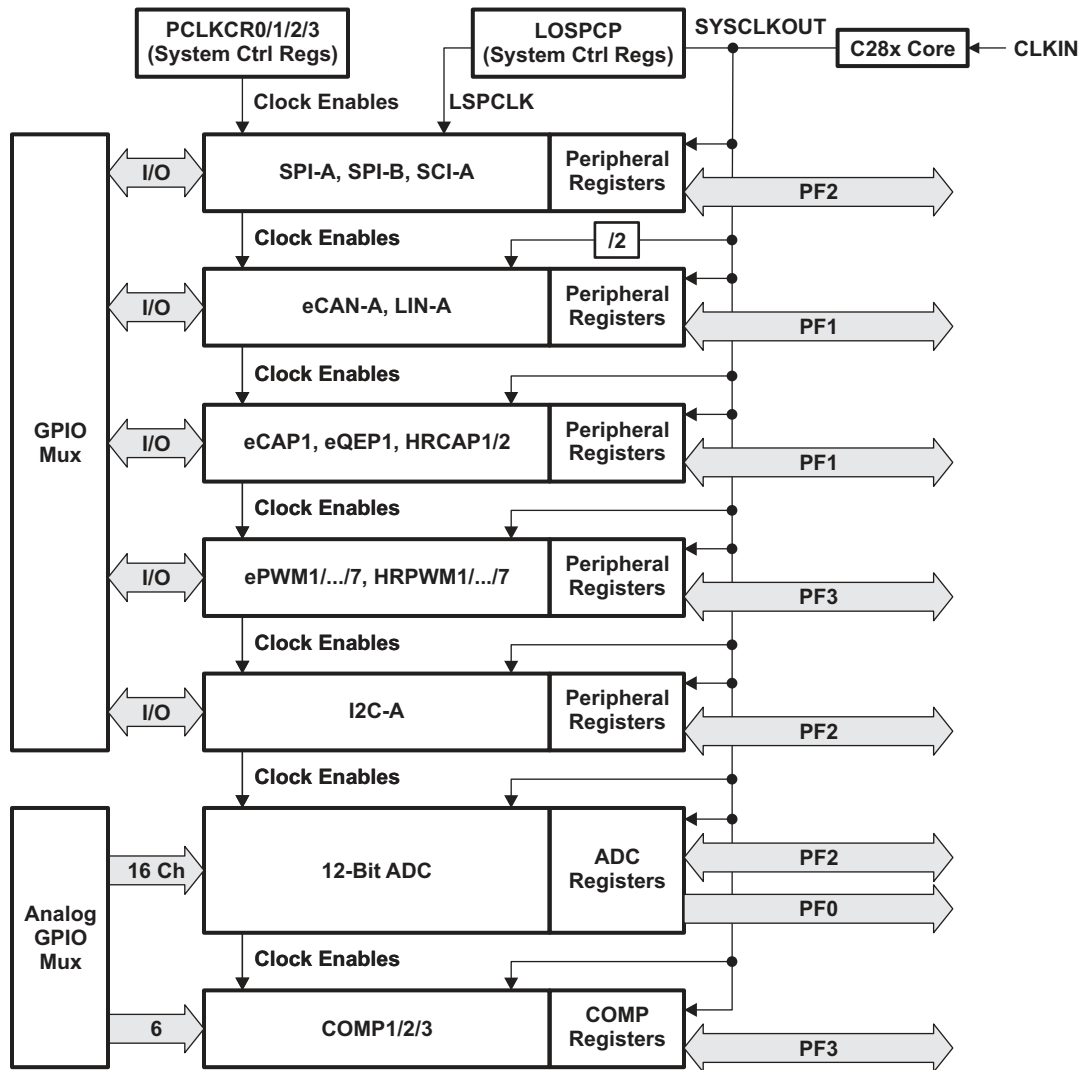 PCLKCR0/1/2/3
(System Ctrl Regs)
LOSPCP
(System Ctrl Regs)
SYSCLKOUT
C28x Core
CLKIN
Clock Enables
LSPCLK
I/O
SPI-A, SPI-B, SCI-A
Peripheral
Registers
PF2
Clock Enables
/2
I/O
eCAN-A, LIN-A
Peripheral
Registers
PF1
Clock Enables
GPIO
Mux
I/O
eCAP1, eQEP1, HRCAP1/2
Peripheral
Registers
PF1
Clock Enables
I/O
ePWM1/.../7, HRPWM1/.../7
Peripheral
Registers
PF3
Clock Enables
I/O
I2C-A
Peripheral
Registers
PF2
Clock Enables
Analog
GPIO
Mux
16 Ch
12-Bit ADC
ADC
Registers
PF2
PF0
Clock Enables
6
COMP1/2/3
COMP
Registers
PF3